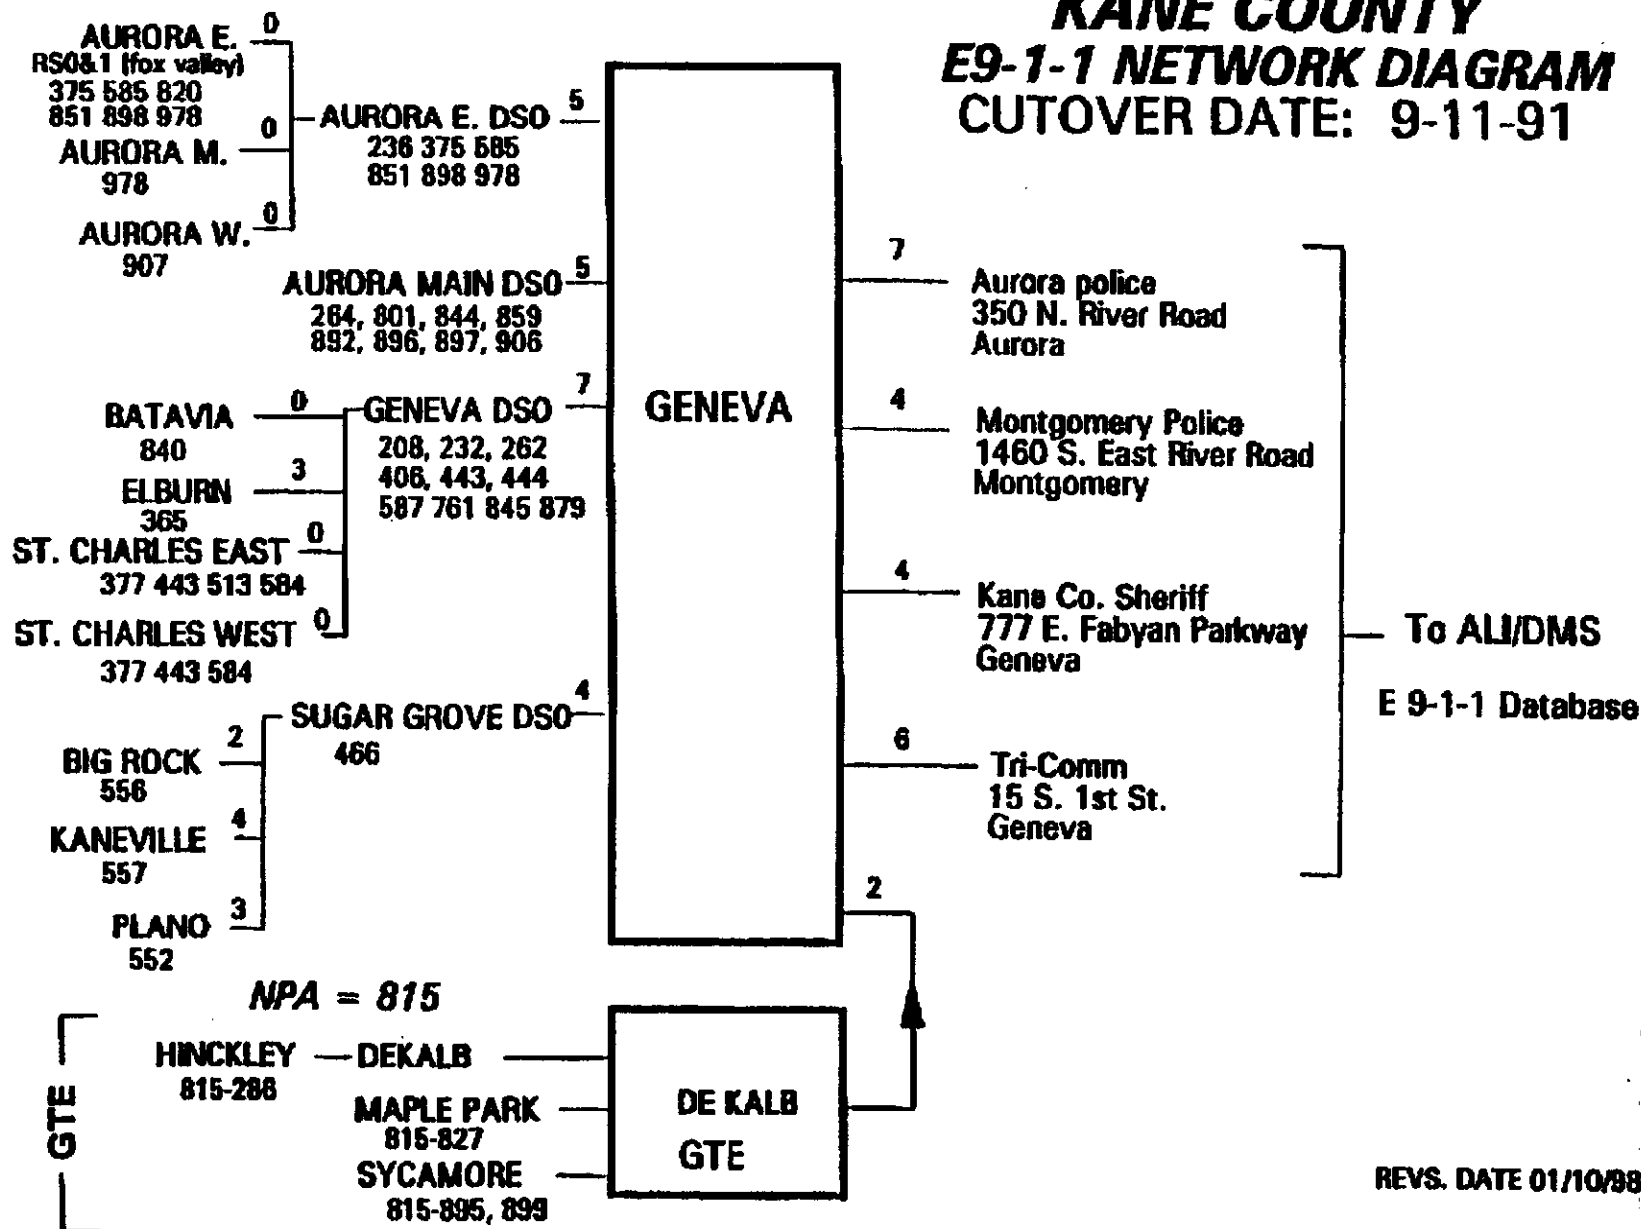 KANE COUNTY
E9-1-1 NETWORK DIAGRAM
CUTOVER DATE: 9-11-91
AURORA E. 0
RS0&1 (fox valley)
375 585 820
851 898 978
AURORA M. 0
978
AURORA W. 0
907
AURORA E. DS0 5
236 375 585
851 898 978
AURORA MAIN DS0 5
264, 801, 844, 859
892, 896, 897, 906
BATAVIA 0
840
ELBURN 3
365
ST. CHARLES EAST 0
377 443 513 584
ST. CHARLES WEST 0
377 443 584
GENEVA DS0 7
208, 232, 262
406, 443, 444
587 761 845 879
SUGAR GROVE DS0 4
466
BIG ROCK 2
556
KANEVILLE 4
557
PLANO 3
552
GENEVA
7
Aurora police
350 N. River Road
Aurora
4
Montgomery Police
1460 S. East River Road
Montgomery
4
Kane Co. Sheriff
777 E. Fabyan Parkway
Geneva
6
Tri-Comm
15 S. 1st St.
Geneva
2
To ALI/DMS
E 9-1-1 Database
NPA = 815
GTE
HINCKLEY DEKALB
815-286
MAPLE PARK
815-827
SYCAMORE
815-895, 899
DE KALB
GTE
REVS. DATE 01/10/98